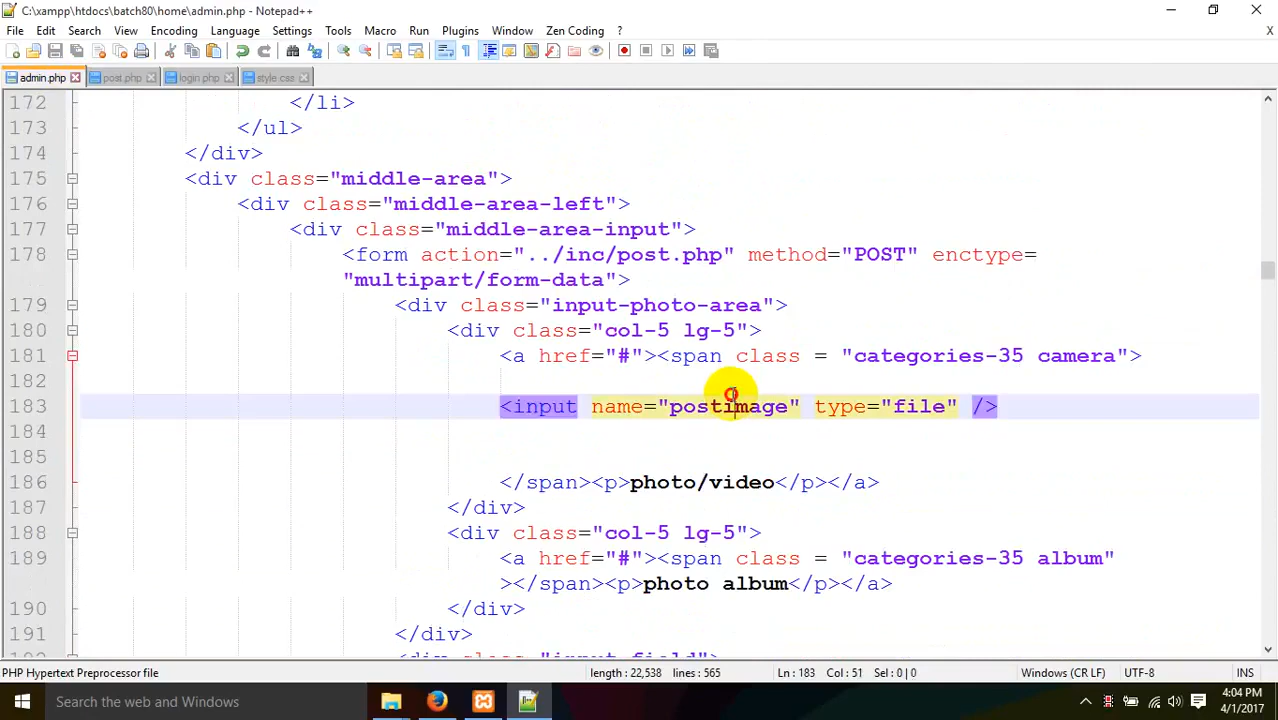 C:\xampp\htdocs\batch80\home\admin.php - Notepad++
File Edit Search View Encoding Language Settings Tools Macro Run Plugins Window Zen Coding ? X
admin.php post.php login.php style.css
172 </li>
173 </ul>
174 </div>
175 <div class="middle-area">
176 <div class="middle-area-left">
177 <div class="middle-area-input">
178 <form action="../inc/post.php" method="POST" enctype=
"multipart/form-data">
179 <div class="input-photo-area">
180 <div class="col-5 lg-5">
181 <a href="#"><span class = "categories-35 camera">
182
183 <input name="postimage" type="file" />
184
185
186 </span><p>photo/video</p></a>
187 </div>
188 <div class="col-5 lg-5">
189 <a href="#"><span class = "categories-35 album"
></span><p>photo album</p></a>
190 </div>
191 </div>
192 <div class="input-field">
PHP Hypertext Preprocessor file length : 22,538 lines : 565 Ln : 183 Col : 51 Sel : 0 | 0 Windows (CR LF) UTF-8 INS
Search the web and Windows
4:04 PM
4/1/2017